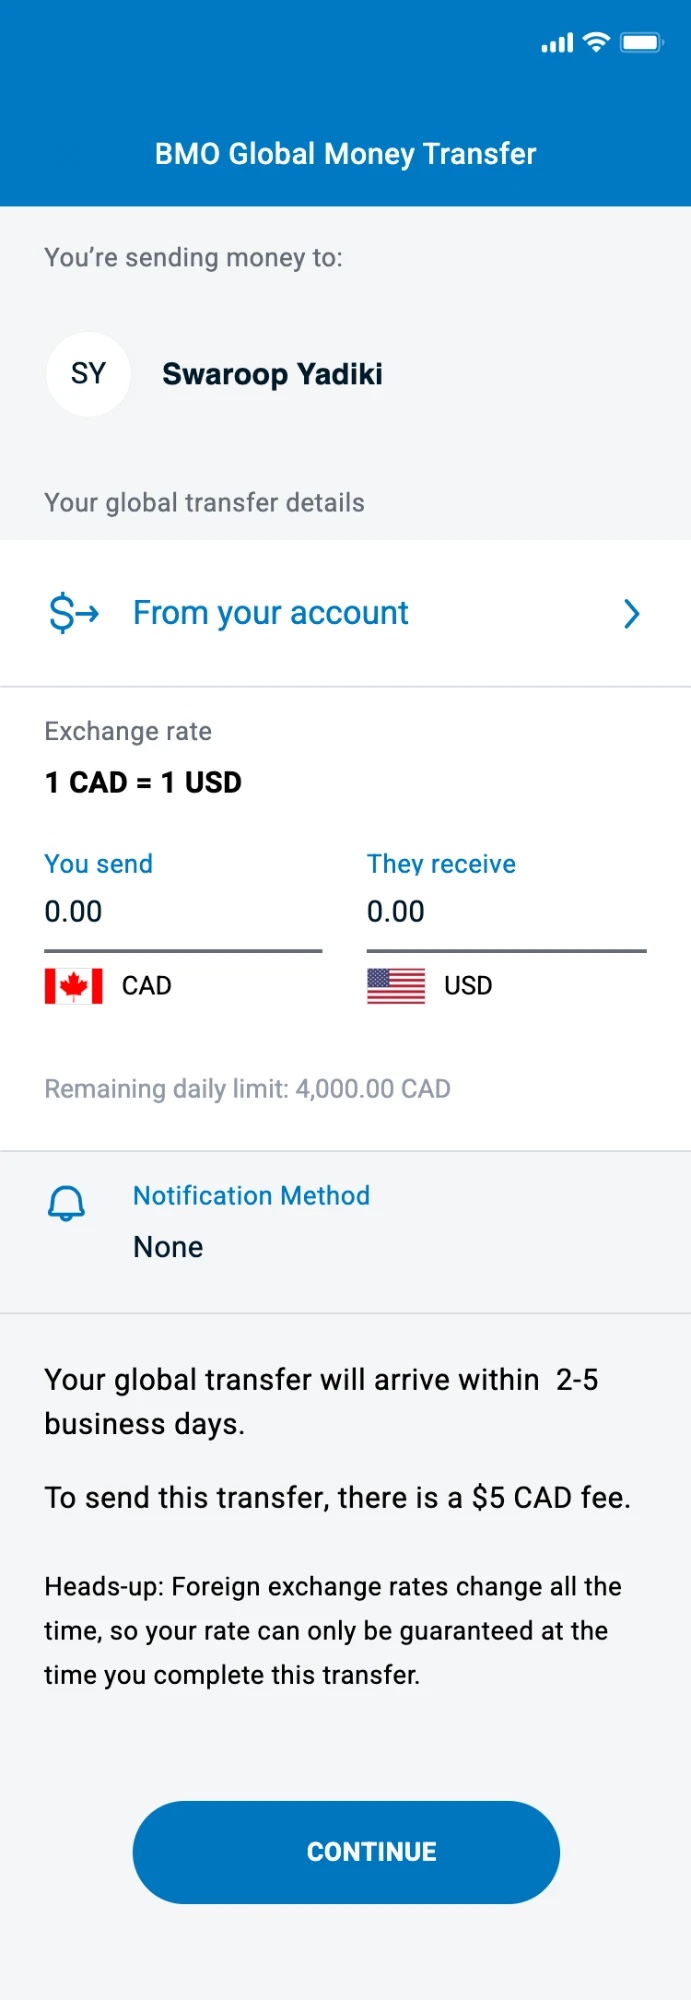 BMO Global Money Transfer
You’re sending money to:
SY
Swaroop Yadiki
Your global transfer details
$→ From your account
Exchange rate
1 CAD = 1 USD
You send They receive
0.00 0.00
CAD USD
Remaining daily limit: 4,000.00 CAD
Notification Method
None
Your global transfer will arrive within 2-5
business days.
To send this transfer, there is a $5 CAD fee.
Heads-up: Foreign exchange rates change all the
time, so your rate can only be guaranteed at the
time you complete this transfer.
CONTINUE